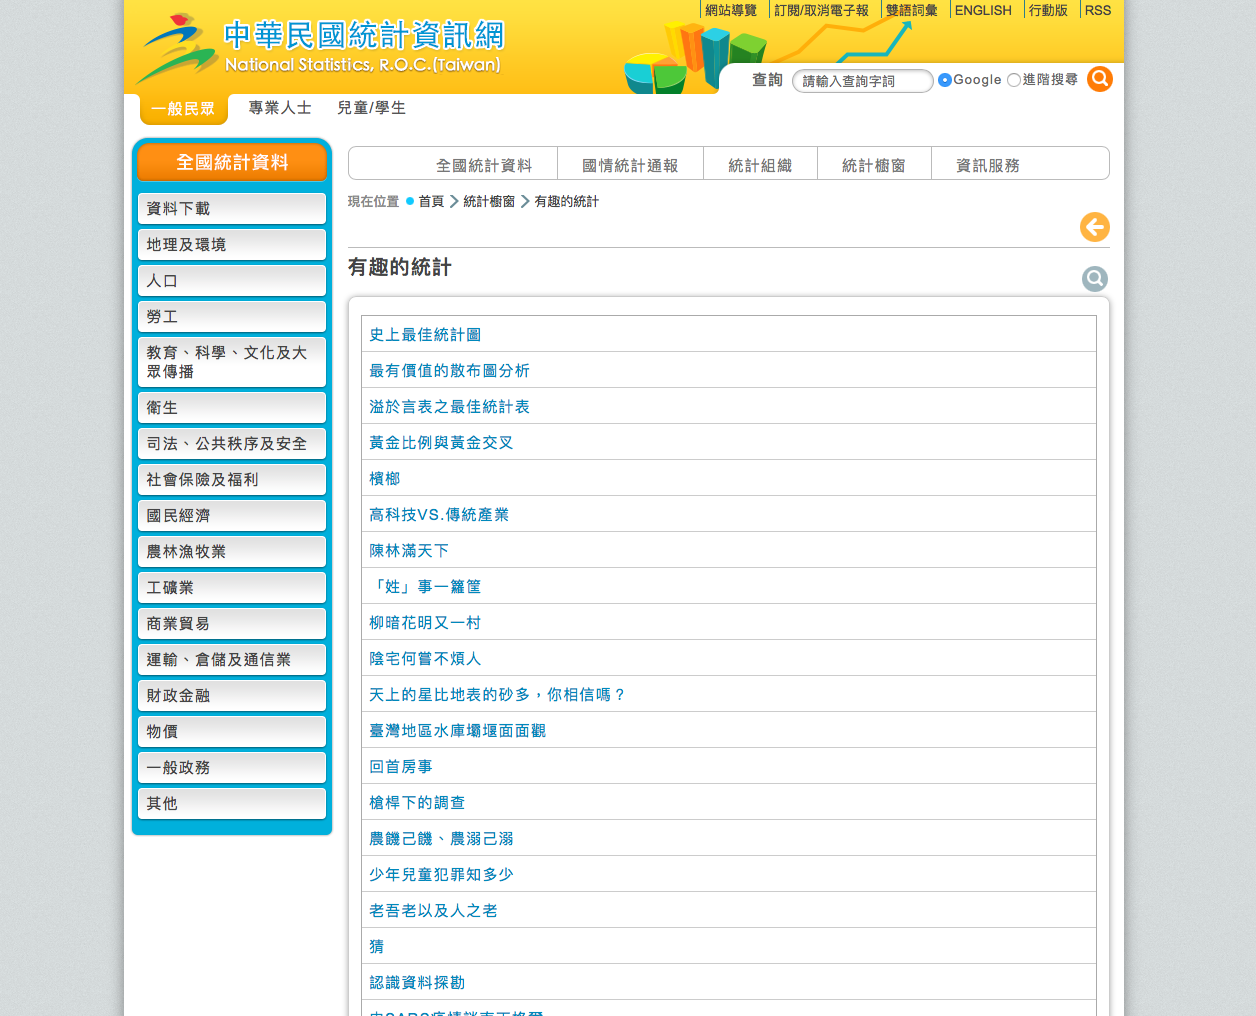 網站導覽 訂閱/取消電子報 雙語詞彙 ENGLISH 行動版 RSS
中華民國統計資訊網
National Statistics, R.O.C.(Taiwan)
查詢 請輸入查詢字詞 Google 進階搜尋
一般民眾 專業人士 兒童/學生
全國統計資料
資料下載
地理及環境
人口
勞工
教育、科學、文化及大
眾傳播
衛生
司法、公共秩序及安全
社會保險及福利
國民經濟
農林漁牧業
工礦業
商業貿易
運輸、倉儲及通信業
財政金融
物價
一般政務
其他
全國統計資料 國情統計通報 統計組織 統計櫥窗 資訊服務
現在位置 首頁 統計櫥窗 有趣的統計
有趣的統計
史上最佳統計圖
最有價值的散布圖分析
溢於言表之最佳統計表
黃金比例與黃金交叉
檳榔
高科技VS.傳統產業
陳林滿天下
「姓」事一籮筐
柳暗花明又一村
陰宅何嘗不煩人
天上的星比地表的砂多，你相信嗎？
臺灣地區水庫壩堰面面觀
回首房事
槍桿下的調查
農饑己饑、農溺己溺
少年兒童犯罪知多少
老吾老以及人之老
猜
認識資料探勘